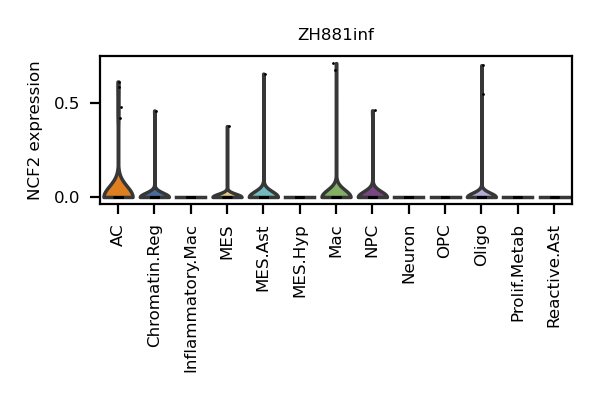 ZH881inf
NCF2 expression
0.5
0.0
AC
Chromatin.Reg
Inflammatory.Mac
MES
MES.Ast
MES.Hyp
Mac
NPC
Neuron
OPC
Oligo
Prolif.Metab
Reactive.Ast